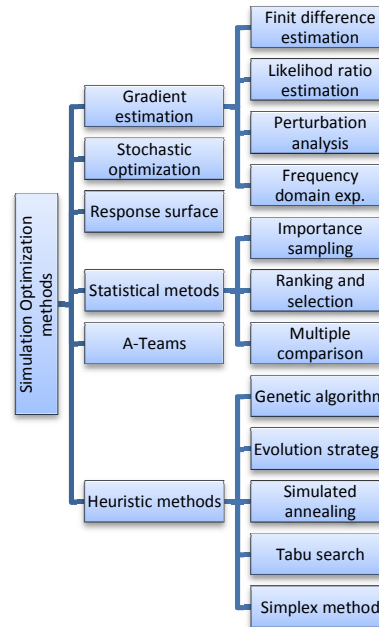 Simulation Optimization
methods
Gradient
estimation
Stochastic
optimization
Response surface
Statistical metods
A-Teams
Heuristic methods
Finit difference
estimation
Likelihod ratio
estimation
Perturbation
analysis
Frequency
domain exp.
Importance
sampling
Ranking and
selection
Multiple
comparison
Genetic algorithm
Evolution strateg
Simulated
annealing
Tabu search
Simplex method